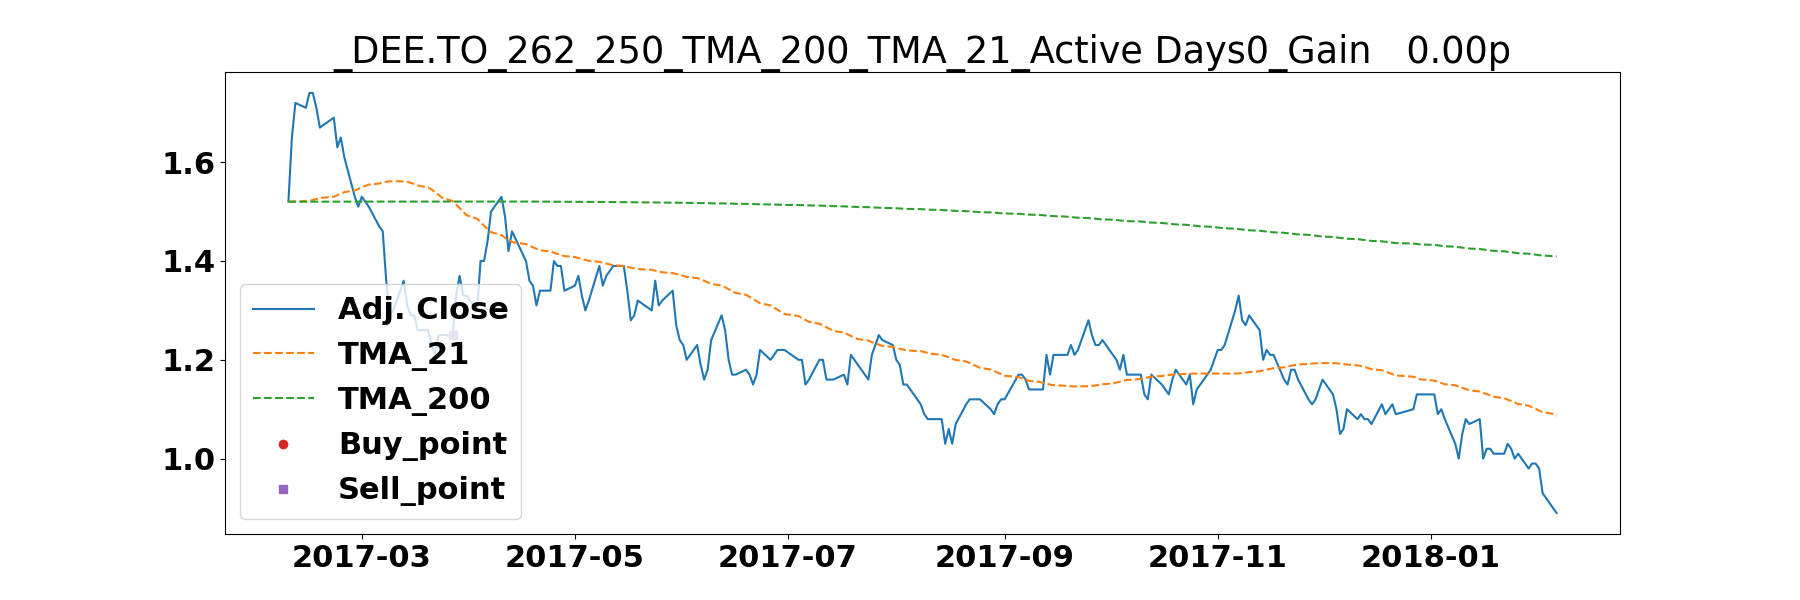 _DEE.TO_262_250_TMA_200_TMA_21_Active Days0_Gain   0.00p
1.6
1.4
1.2
1.0
Adj. Close
TMA_21
TMA_200
Buy_point
Sell_point
2017-03 2017-05 2017-07 2017-09 2017-11 2018-01